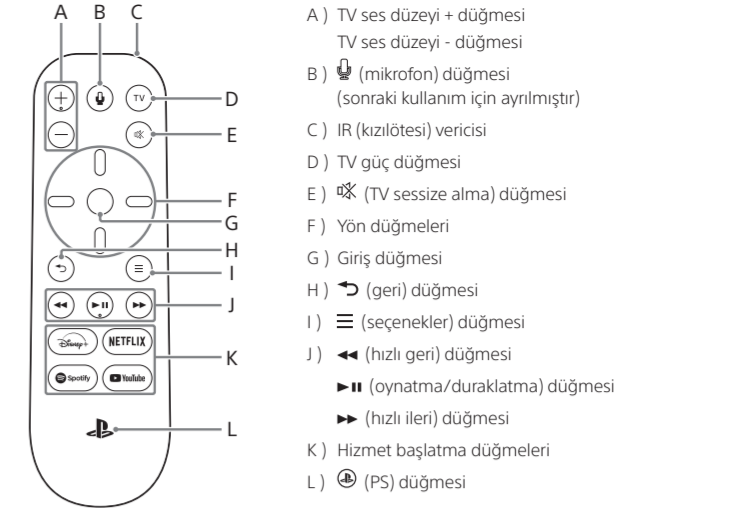 A
B
C
TV
D
E
F
G
H
I
J
Disney+
NETFLIX
K
Spotify
YouTube
L
A ) TV ses düzeyi + düğmesi
TV ses düzeyi - düğmesi
B ) (mikrofon) düğmesi
(sonraki kullanım için ayrılmıştır)
C ) IR (kızılötesi) vericisi
D ) TV güç düğmesi
E ) (TV sessize alma) düğmesi
F ) Yön düğmeleri
G ) Giriş düğmesi
H ) (geri) düğmesi
I ) (seçenekler) düğmesi
J ) (hızlı geri) düğmesi
(oynatma/duraklatma) düğmesi
(hızlı ileri) düğmesi
K ) Hizmet başlatma düğmeleri
L ) (PS) düğmesi